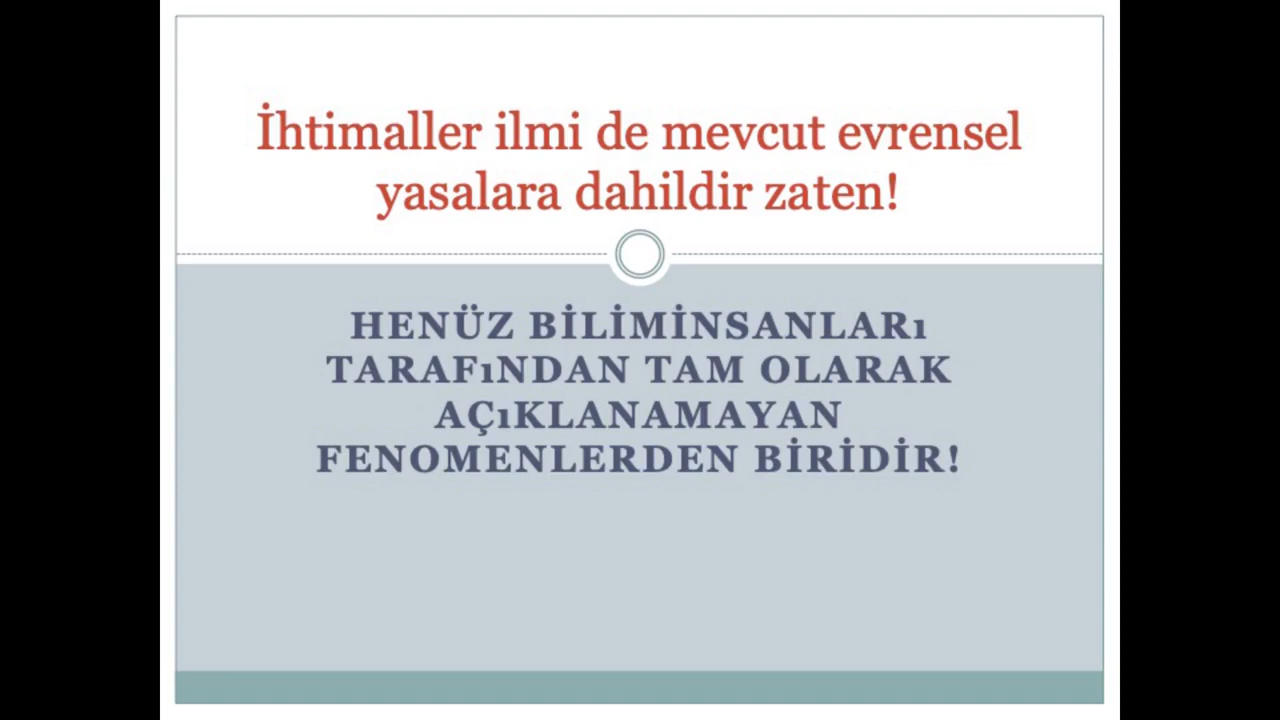 İhtimaller ilmi de mevcut evrensel
yasalara dahildir zaten!
HENÜZ BİLİMİNSANLARı
TARAFıNDAN TAM OLARAK
AÇıKLANAMAYAN
FENOMENLERDEN BİRİDİR!